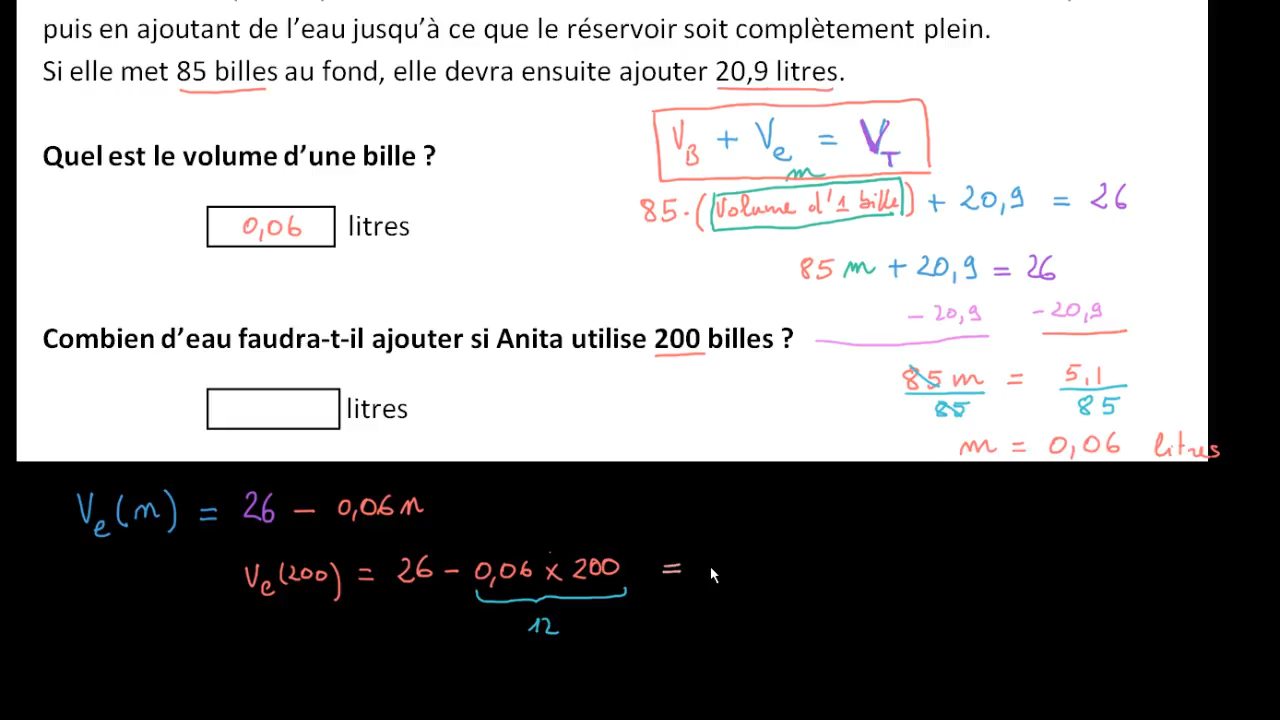 puis en ajoutant de l'eau jusqu'à ce que le réservoir soit complètement plein.
Si elle met 85 billes au fond, elle devra ensuite ajouter 20,9 litres.
V_B + V_e = V_T
Quel est le volume d'une bille ?
m
85·(Volume d'1 bille) + 20,9 = 26
0,06 litres
85 m + 20,9 = 26
- 20,9 - 20,9
Combien d'eau faudra-t-il ajouter si Anita utilise 200 billes ?
85 m = 5,1
85 85
litres
m = 0,06 litres
V_e(n) = 26 - 0,06n
V_e(200) = 26 - 0,06 x 200 =
12